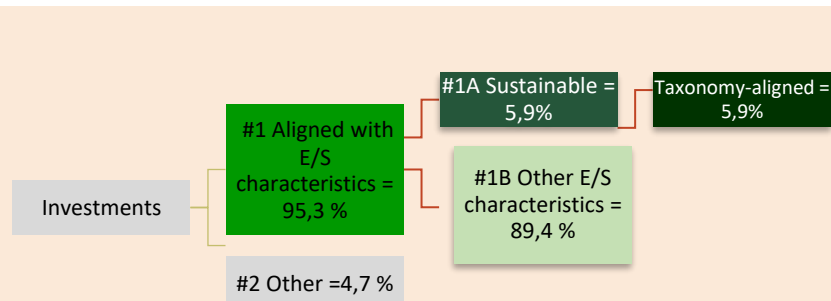 Investments
#1 Aligned with
E/S
characteristics =
95,3 %
#2 Other =4,7 %
#1A Sustainable =
5,9%
#1B Other E/S
characteristics =
89,4 %
Taxonomy-aligned =
5,9%